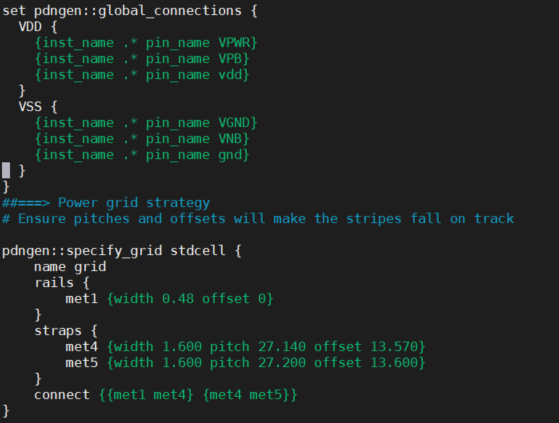 set pdngen::global_connections {
  VDD {
    {inst_name .* pin_name VPWR}
    {inst_name .* pin_name VPB}
    {inst_name .* pin_name vdd}
  }
  VSS {
    {inst_name .* pin_name VGND}
    {inst_name .* pin_name VNB}
    {inst_name .* pin_name gnd}
  }
}
##===> Power grid strategy
# Ensure pitches and offsets will make the stripes fall on track

pdngen::specify_grid stdcell {
    name grid
    rails {
        met1 {width 0.48 offset 0}
    }
    straps {
        met4 {width 1.600 pitch 27.140 offset 13.570}
        met5 {width 1.600 pitch 27.200 offset 13.600}
    }
    connect {{met1 met4} {met4 met5}}
}